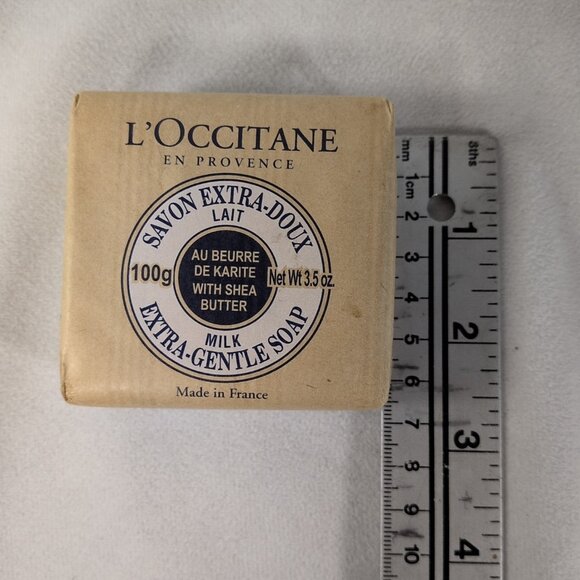 L'OCCITANE
EN PROVENCE
SAVON EXTRA-DOUX
LAIT
100g
AU BEURRE
DE KARITE
WITH SHEA
BUTTER
Net Wt 3.5 oz.
MILK
EXTRA-GENTLE SOAP
Made in France
mm
8ths
1cm
1
2
3
2
4
5
6
3
7
8
9
4
10